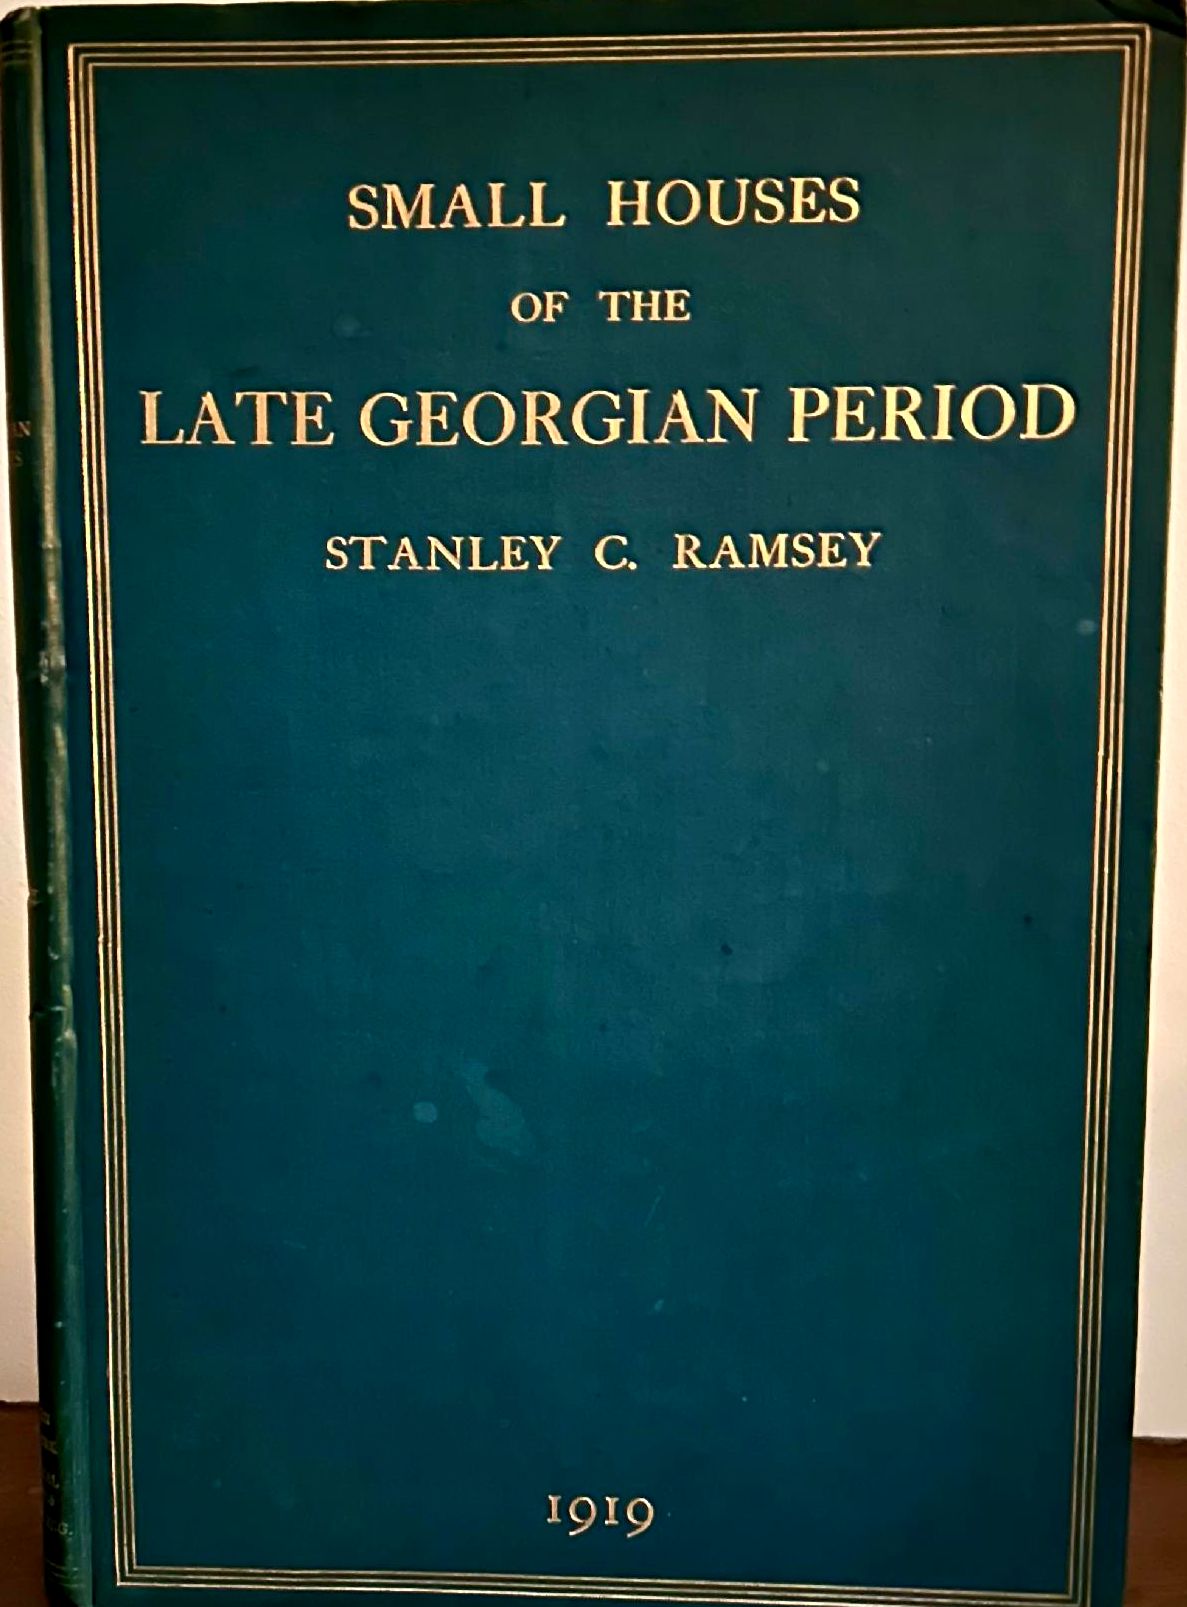 SMALL HOUSES
OF THE
LATE GEORGIAN PERIOD
STANLEY C. RAMSEY
1919